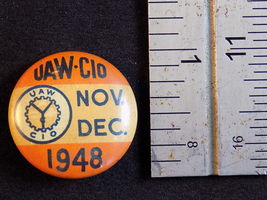 UAW-CIO
UAW
CIO
NOV.
DEC.
1948
1
11
8
16